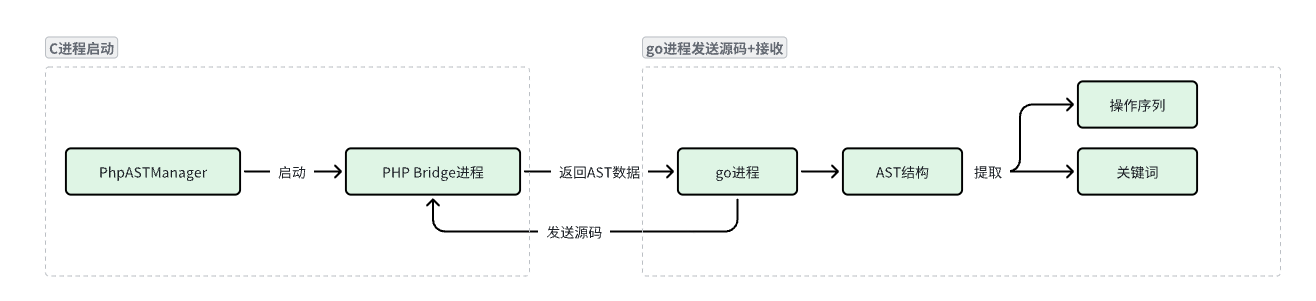 C进程启动
go进程发送源码+接收
操作序列
PhpASTManager
启动
PHP Bridge进程
返回AST数据
go进程
AST结构
提取
关键词
发送源码